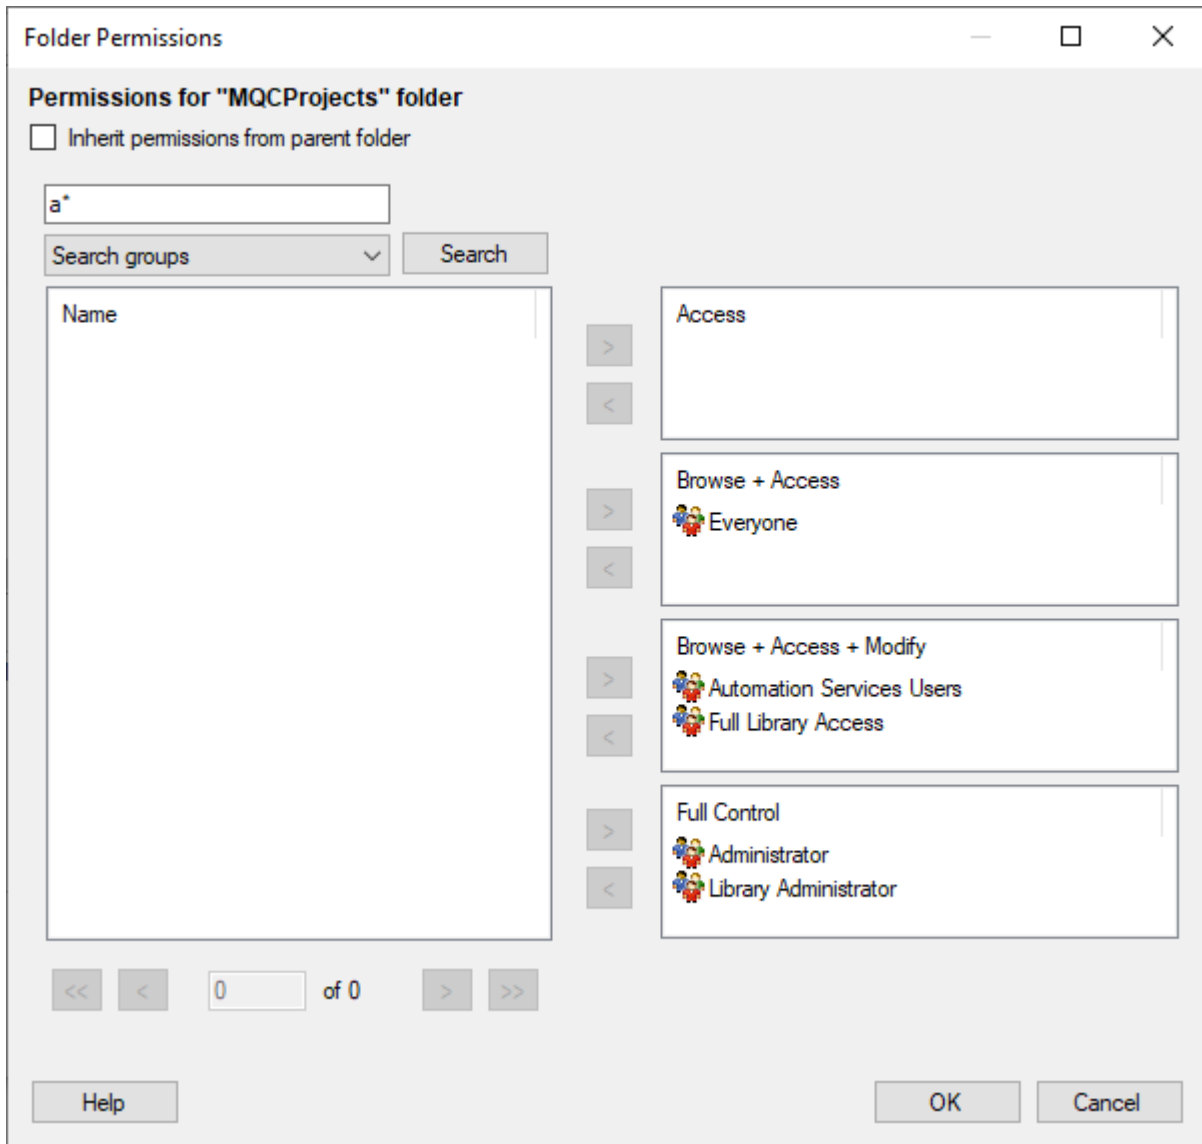 Folder Permissions
Permissions for "MQCProjects" folder
Inherit permissions from parent folder
a*
Search groups
Search
Name
>
<
Access
>
<
Browse + Access
Everyone
>
<
Browse + Access + Modify
Automation Services Users
Full Library Access
>
<
Full Control
Administrator
Library Administrator
<< < 0 of 0 > >>
Help
OK
Cancel